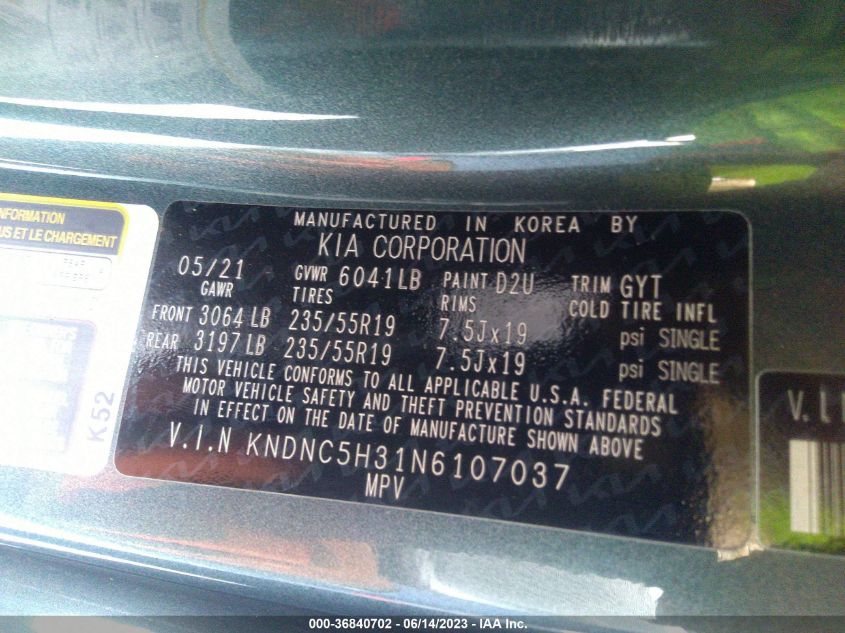 NFORMATION
US ET LE CHARGEMENT
K52
MANUFACTURED IN KOREA BY
KIA CORPORATION
05/21 GVWR 6041LB PAINT D2U TRIM GYT
GAWR TIRES RIMS COLD TIRE INFL
FRONT 3064 LB 235/55R19 7.5Jx19 psi SINGLE
REAR 3197 LB 235/55R19 7.5Jx19 psi SINGLE
THIS VEHICLE CONFORMS TO ALL APPLICABLE U.S.A. FEDERAL
MOTOR VEHICLE SAFETY AND THEFT PREVENTION STANDARDS
IN EFFECT ON THE DATE OF MANUFACTURE SHOWN ABOVE
V.I.N KNDNC5H31N6107037
MPV
V.I
000-36840702 - 06/14/2023 - IAA Inc.